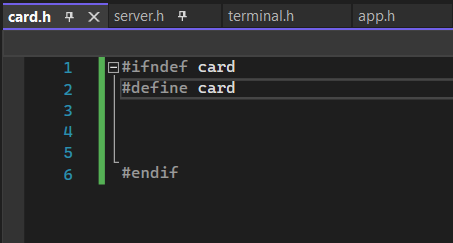 card.h server.h terminal.h app.h
1 #ifndef card
2 #define card
3
4
5
6 #endif